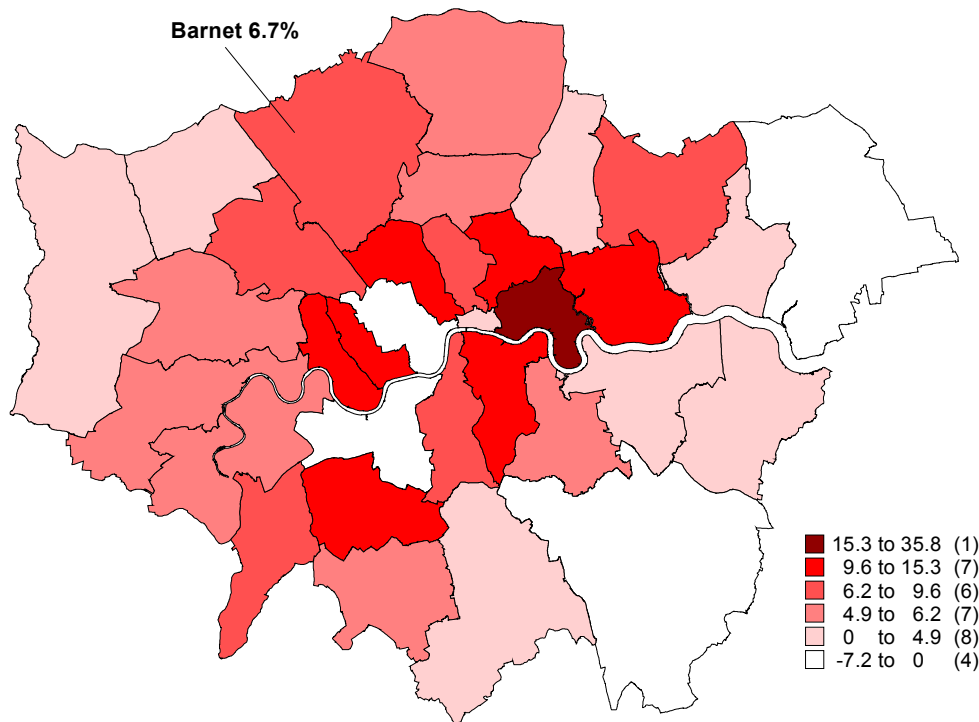 Barnet 6.7%
15.3 to 35.8 (1)
9.6 to 15.3 (7)
6.2 to 9.6 (6)
4.9 to 6.2 (7)
0 to 4.9 (8)
-7.2 to 0 (4)